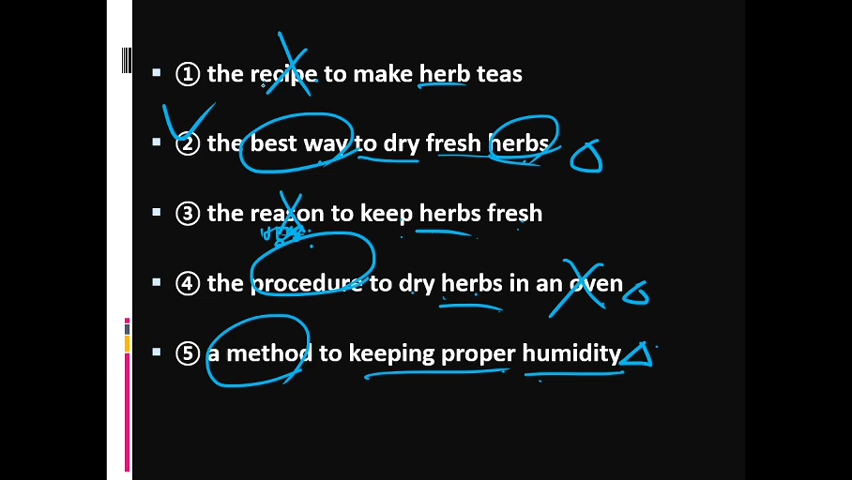 ① the recipe to make herb teas
② the best way to dry fresh herbs
③ the reason to keep herbs fresh
④ the procedure to dry herbs in an oven
⑤ a method to keeping proper humidity